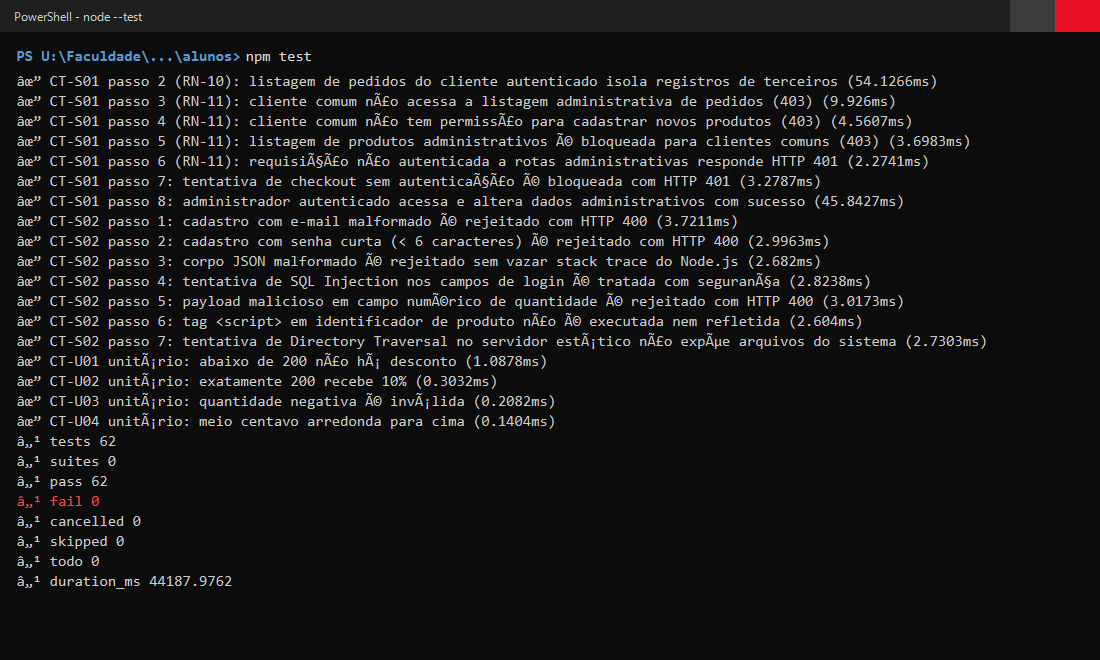 PowerShell - node --test
PS U:\Faculdade\...\alunos> npm test
âœ” CT-S01 passo 2 (RN-10): listagem de pedidos do cliente autenticado isola registros de terceiros (54.1266ms)
âœ” CT-S01 passo 3 (RN-11): cliente comum nÃ£o acessa a listagem administrativa de pedidos (403) (9.926ms)
âœ” CT-S01 passo 4 (RN-11): cliente comum nÃ£o tem permissÃ£o para cadastrar novos produtos (403) (4.5607ms)
âœ” CT-S01 passo 5 (RN-11): listagem de produtos administrativos Ã© bloqueada para clientes comuns (403) (3.6983ms)
âœ” CT-S01 passo 6 (RN-11): requisiÃ§Ã£o nÃ£o autenticada a rotas administrativas responde HTTP 401 (2.2741ms)
âœ” CT-S01 passo 7: tentativa de checkout sem autenticaÃ§Ã£o Ã© bloqueada com HTTP 401 (3.2787ms)
âœ” CT-S01 passo 8: administrador autenticado acessa e altera dados administrativos com sucesso (45.8427ms)
âœ” CT-S02 passo 1: cadastro com e-mail malformado Ã© rejeitado com HTTP 400 (3.7211ms)
âœ” CT-S02 passo 2: cadastro com senha curta (< 6 caracteres) Ã© rejeitado com HTTP 400 (2.9963ms)
âœ” CT-S02 passo 3: corpo JSON malformado Ã© rejeitado sem vazar stack trace do Node.js (2.682ms)
âœ” CT-S02 passo 4: tentativa de SQL Injection nos campos de login Ã© tratada com seguranÃ§a (2.8238ms)
âœ” CT-S02 passo 5: payload malicioso em campo numÃ©rico de quantidade Ã© rejeitado com HTTP 400 (3.0173ms)
âœ” CT-S02 passo 6: tag <script> em identificador de produto nÃ£o Ã© executada nem refletida (2.604ms)
âœ” CT-S02 passo 7: tentativa de Directory Traversal no servidor estÃ¡tico nÃ£o expÃµe arquivos do sistema (2.7303ms)
âœ” CT-U01 unitÃ¡rio: abaixo de 200 nÃ£o hÃ¡ desconto (1.0878ms)
âœ” CT-U02 unitÃ¡rio: exatamente 200 recebe 10% (0.3032ms)
âœ” CT-U03 unitÃ¡rio: quantidade negativa Ã© invÃ¡lida (0.2082ms)
âœ” CT-U04 unitÃ¡rio: meio centavo arredonda para cima (0.1404ms)
â„¹ tests 62
â„¹ suites 0
â„¹ pass 62
â„¹ fail 0
â„¹ cancelled 0
â„¹ skipped 0
â„¹ todo 0
â„¹ duration_ms 44187.9762